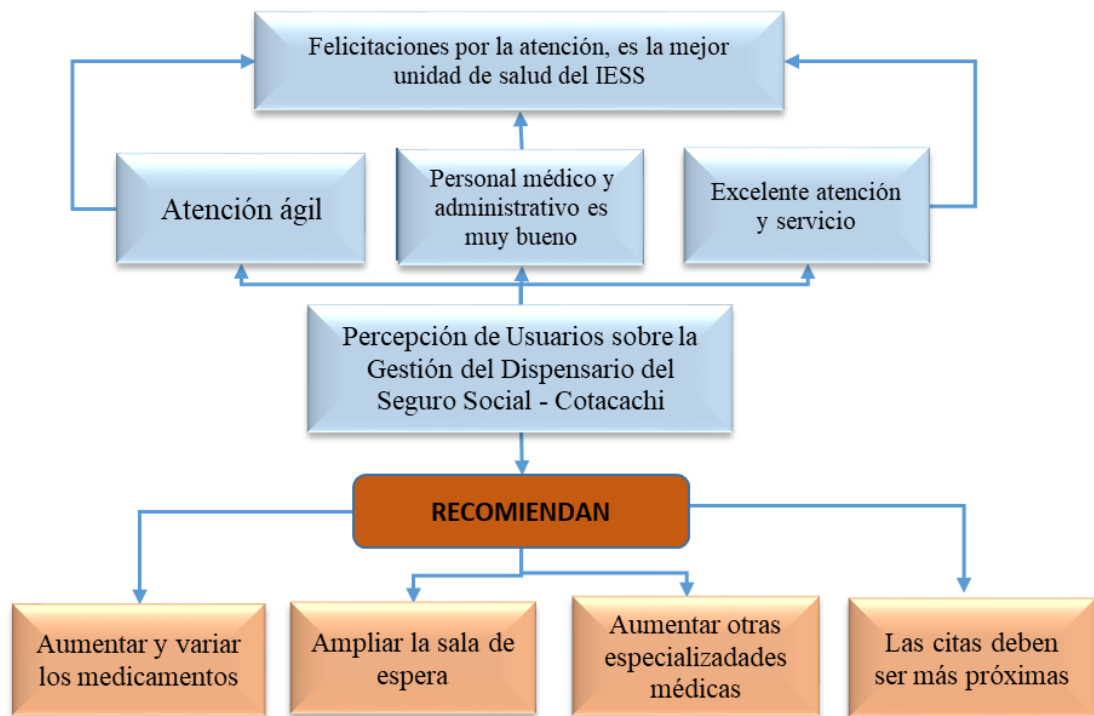 Felicitaciones por la atención, es la mejor
unidad de salud del IESS
Atención ágil
Personal médico y
administrativo es
muy bueno
Excelente atención
y servicio
Percepción de Usuarios sobre la
Gestión del Dispensario del
Seguro Social - Cotacachi
RECOMIENDAN
Aumentar y variar
los medicamentos
Ampliar la sala de
espera
Aumentar otras
especializadades
médicas
Las citas deben
ser más próximas